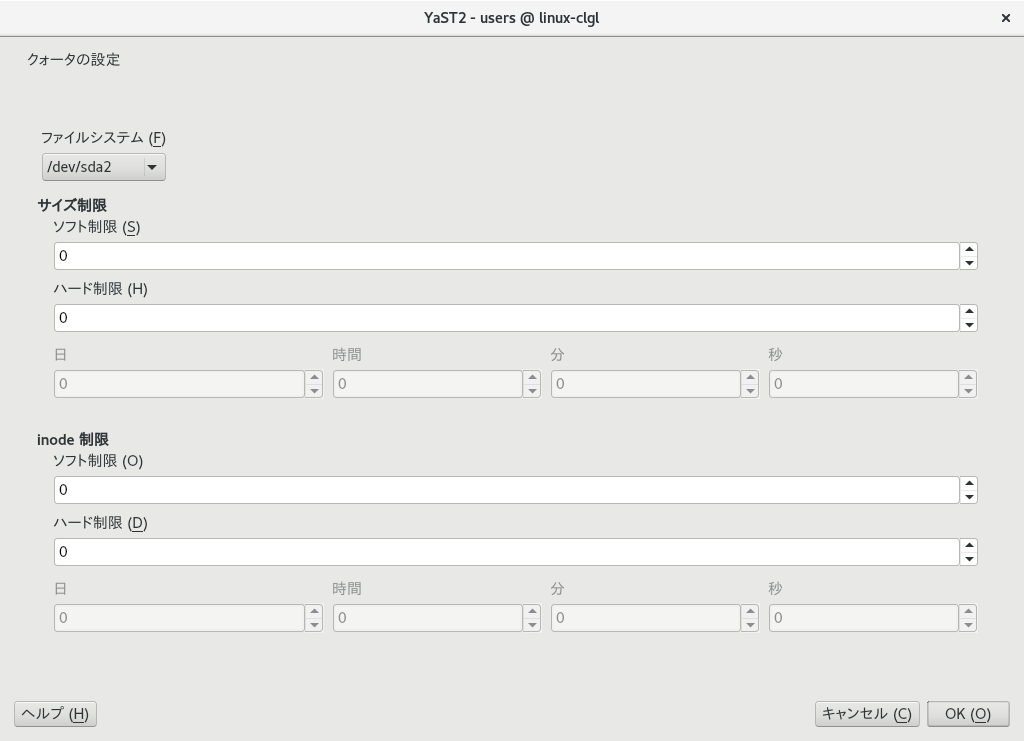 YaST2 - users @ linux-clgl
クォータの設定
ファイルシステム (F)
/dev/sda2
サイズ制限
ソフト制限 (S)
0
ハード制限 (H)
0
日 時間 分 秒
0 0 0 0
inode 制限
ソフト制限 (O)
0
ハード制限 (D)
0
日 時間 分 秒
0 0 0 0
ヘルプ (H) キャンセル (C) OK (O)